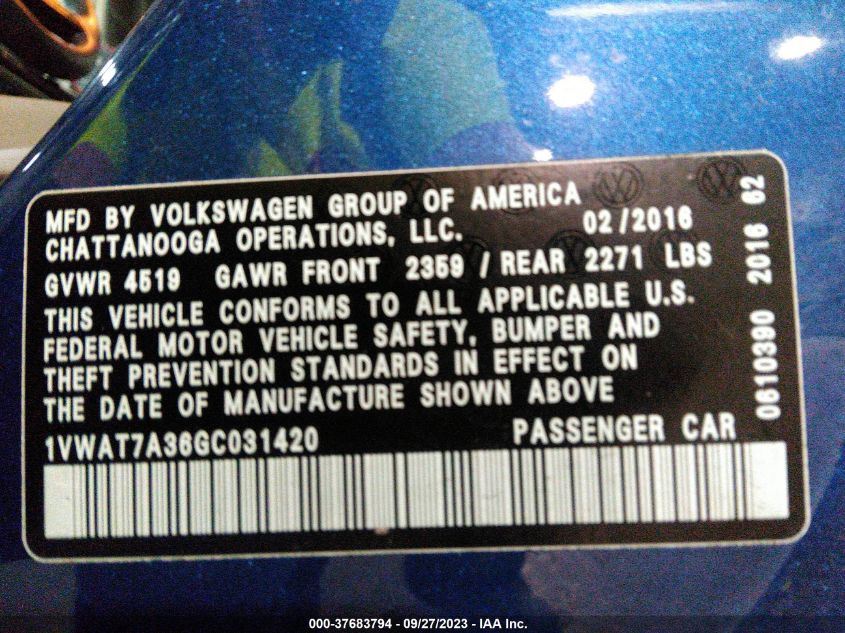 MFD BY VOLKSWAGEN GROUP OF AMERICA
CHATTANOOGA OPERATIONS, LLC. 02/2016
GVWR 4519 GAWR FRONT 2359 / REAR 2271 LBS
THIS VEHICLE CONFORMS TO ALL APPLICABLE U.S.
FEDERAL MOTOR VEHICLE SAFETY, BUMPER AND
THEFT PREVENTION STANDARDS IN EFFECT ON
THE DATE OF MANUFACTURE SHOWN ABOVE
1VWAT7A36GC031420 PASSENGER CAR
0610390 2016 62
000-37683794 - 09/27/2023 - IAA Inc.